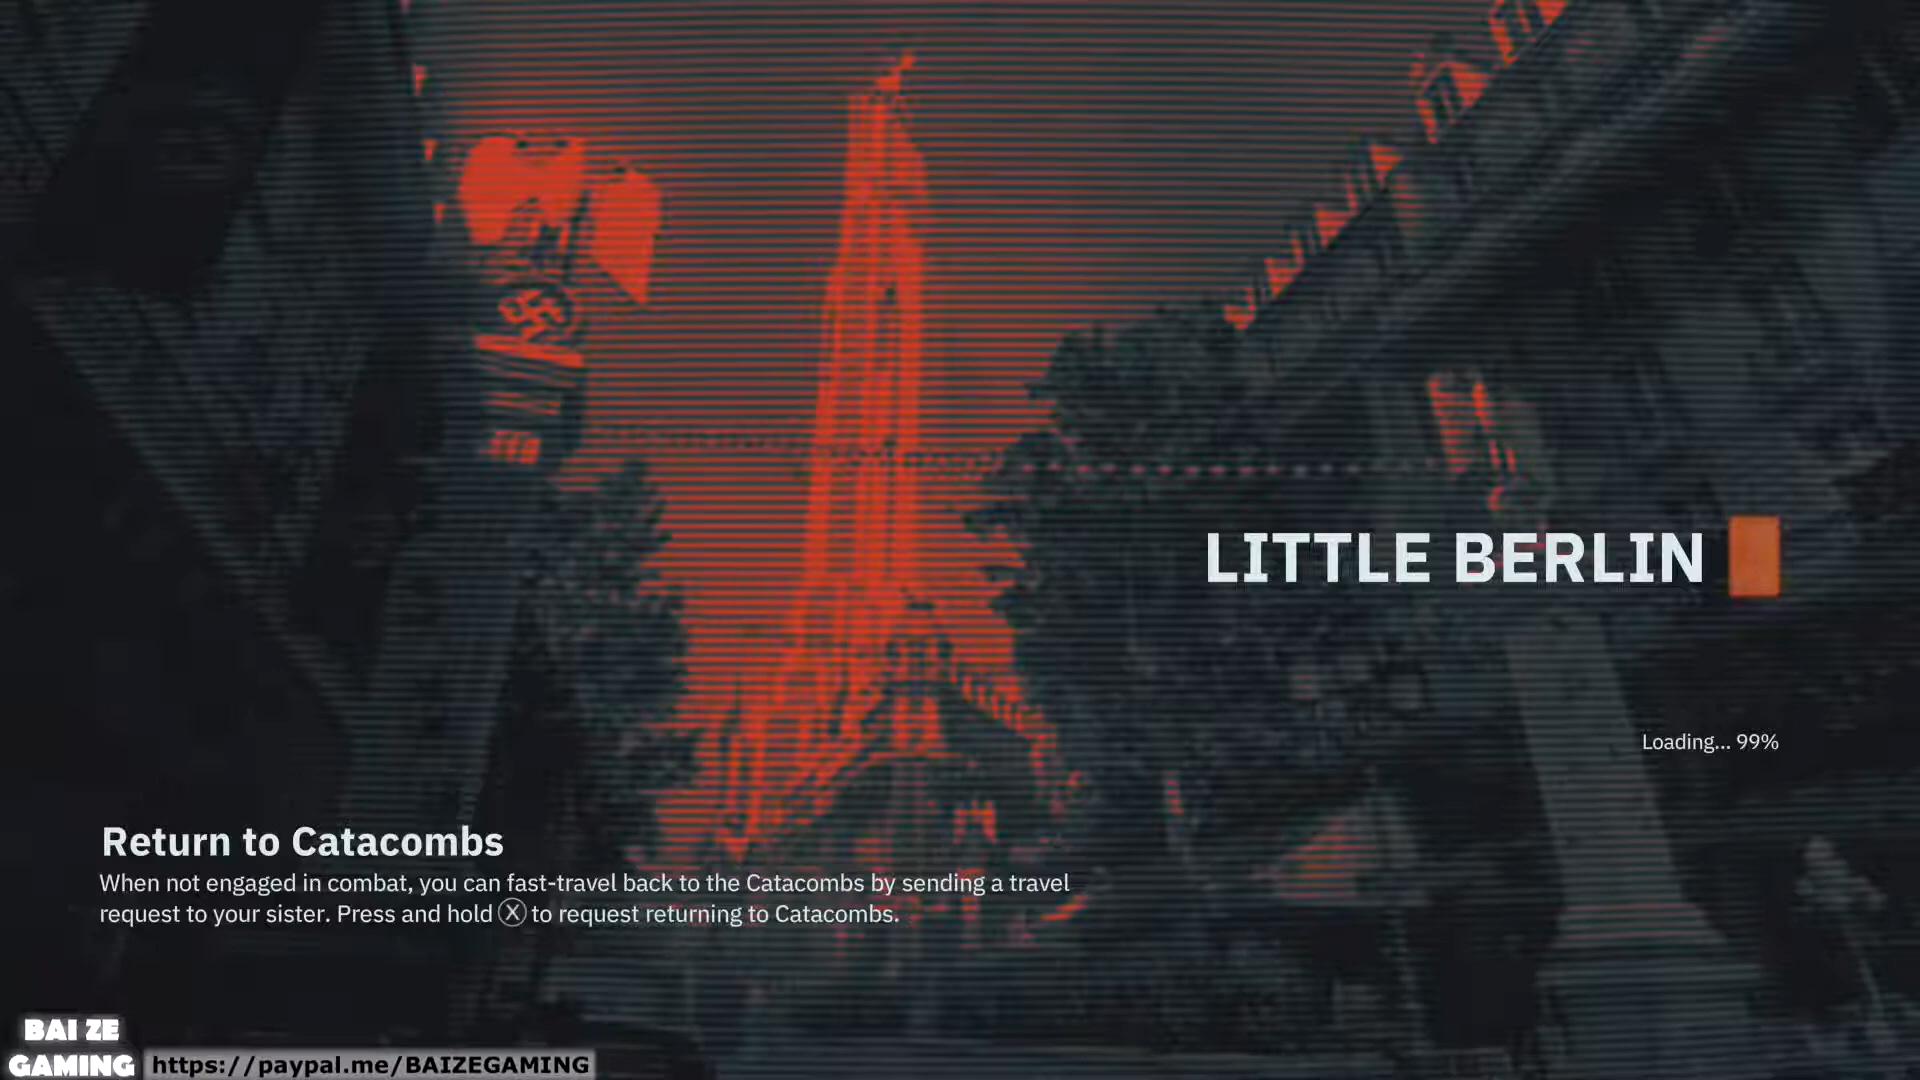 LITTLE BERLIN
Loading... 99%
Return to Catacombs
When not engaged in combat, you can fast-travel back to the Catacombs by sending a travel
request to your sister. Press and hold Ⓧ to request returning to Catacombs.
BAI ZE
GAMING
https://paypal.me/BAIZEGAMING